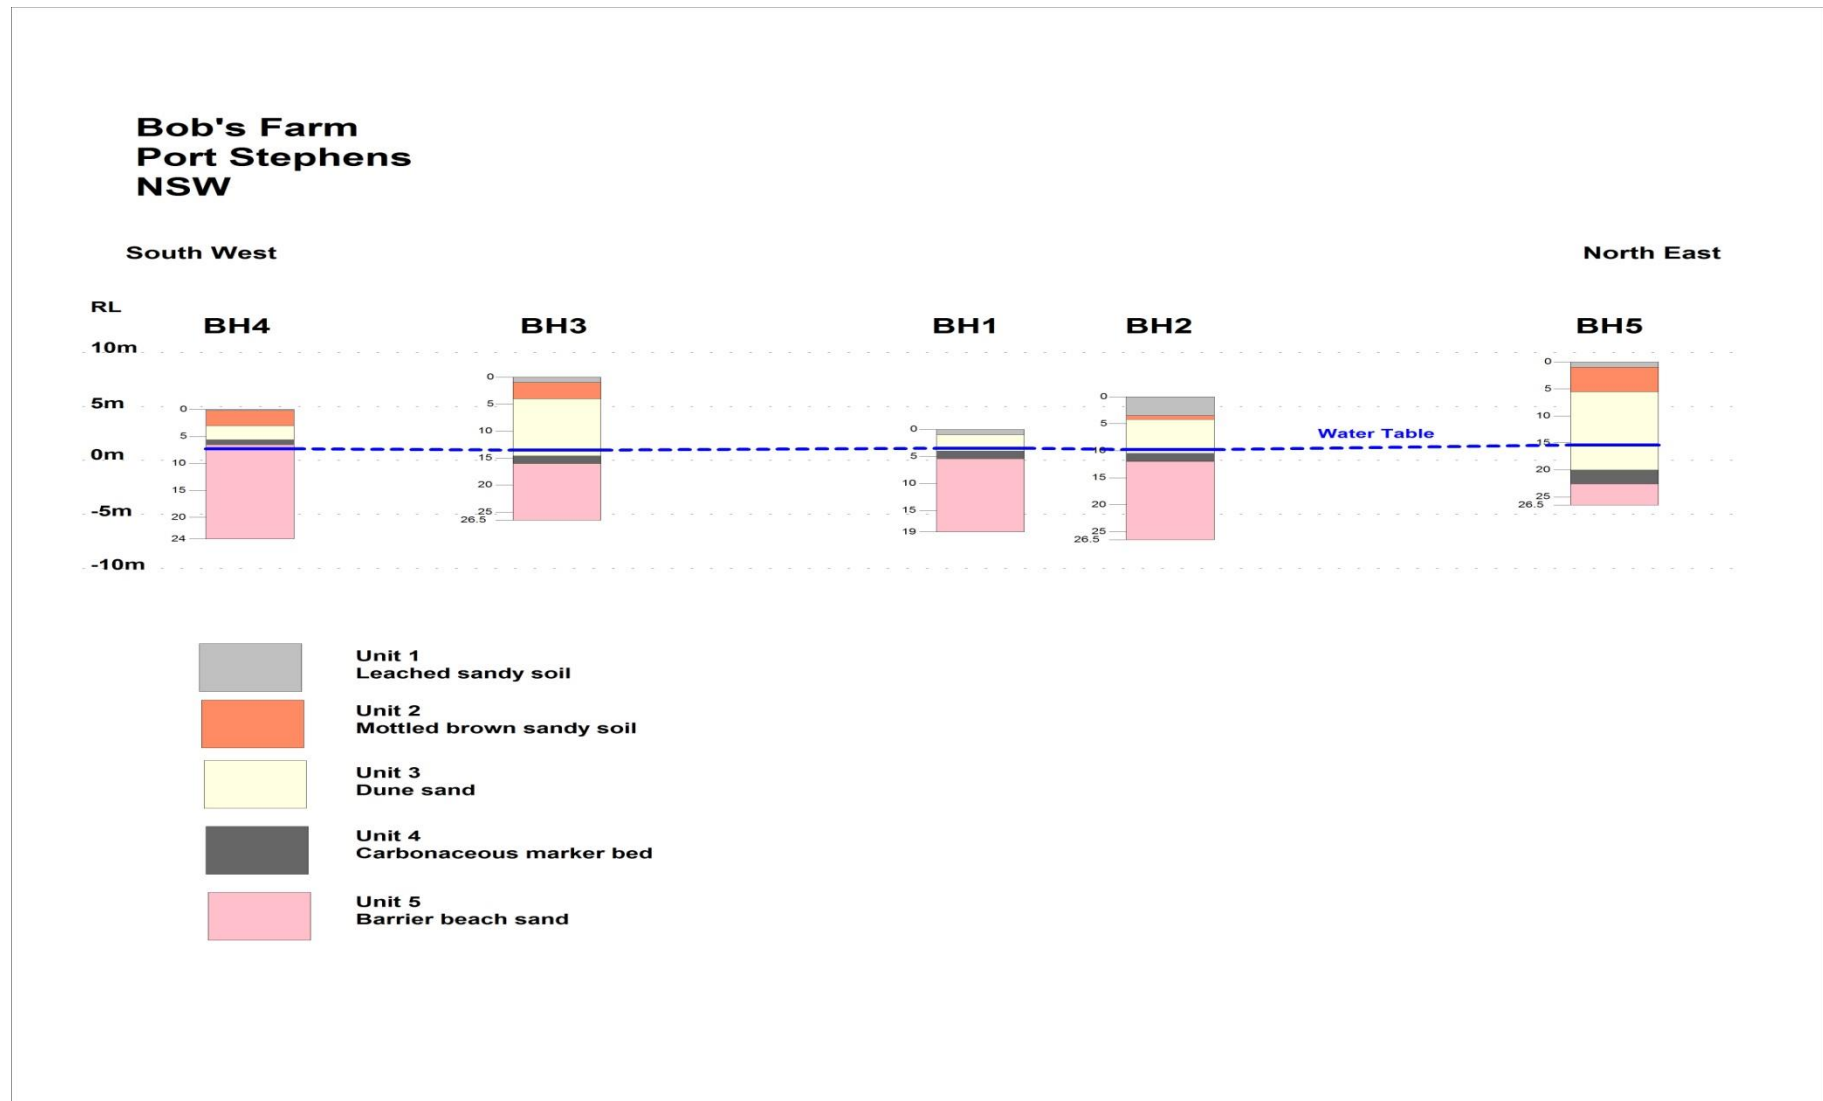 Bob's Farm
Port Stephens
NSW
South West
North East
RL
BH4
BH3
BH1
BH2
BH5
10m
5m
0m
-5m
-10m
0
5
10
15
20
24
0
5
10
15
20
25
26.5
0
5
10
15
19
0
5
10
15
20
25
26.5
Water Table
0
5
10
15
20
25
26.5
Unit 1
Leached sandy soil
Unit 2
Mottled brown sandy soil
Unit 3
Dune sand
Unit 4
Carbonaceous marker bed
Unit 5
Barrier beach sand